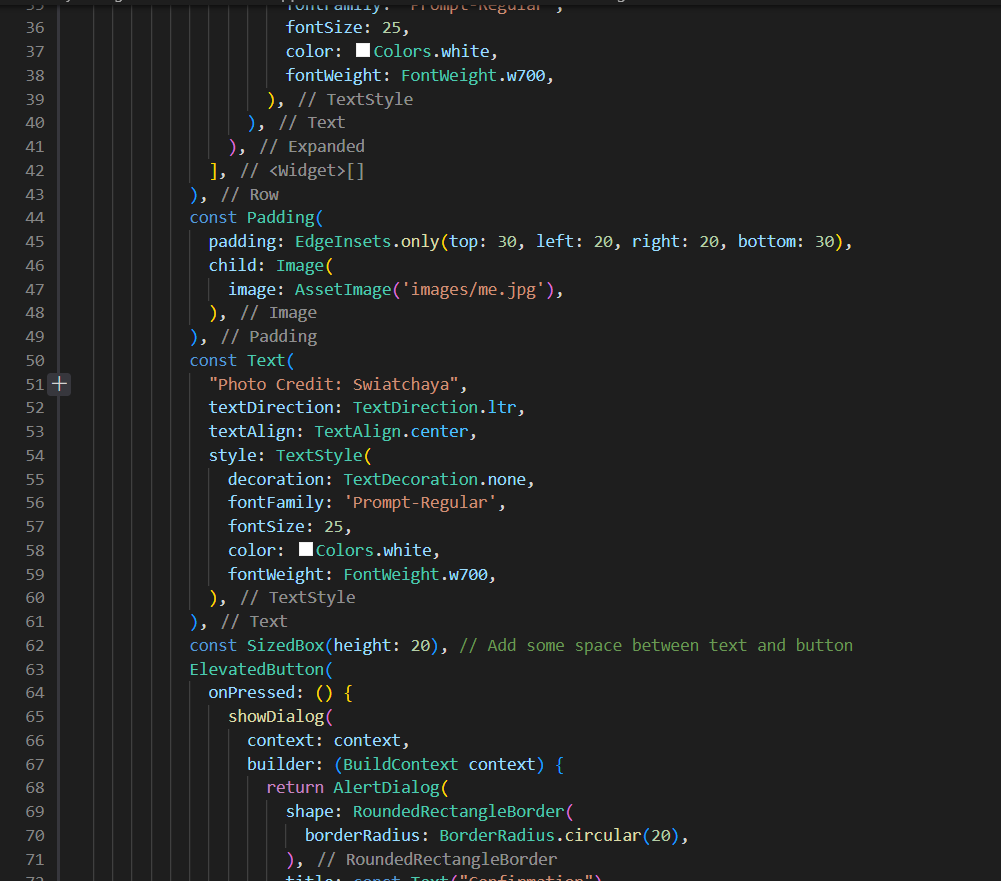 35 fontFamily: 'Prompt-Regular',
36 fontSize: 25,
37 color: Colors.white,
38 fontWeight: FontWeight.w700,
39 ), // TextStyle
40 ), // Text
41 ), // Expanded
42 ], // <Widget>[]
43 ), // Row
44 const Padding(
45 padding: EdgeInsets.only(top: 30, left: 20, right: 20, bottom: 30),
46 child: Image(
47 image: AssetImage('images/me.jpg'),
48 ), // Image
49 ), // Padding
50 const Text(
51 "Photo Credit: Swiatchaya",
52 textDirection: TextDirection.ltr,
53 textAlign: TextAlign.center,
54 style: TextStyle(
55 decoration: TextDecoration.none,
56 fontFamily: 'Prompt-Regular',
57 fontSize: 25,
58 color: Colors.white,
59 fontWeight: FontWeight.w700,
60 ), // TextStyle
61 ), // Text
62 const SizedBox(height: 20), // Add some space between text and button
63 ElevatedButton(
64 onPressed: () {
65 showDialog(
66 context: context,
67 builder: (BuildContext context) {
68 return AlertDialog(
69 shape: RoundedRectangleBorder(
70 borderRadius: BorderRadius.circular(20),
71 ), // RoundedRectangleBorder
72 title: const Text("Confirmation")